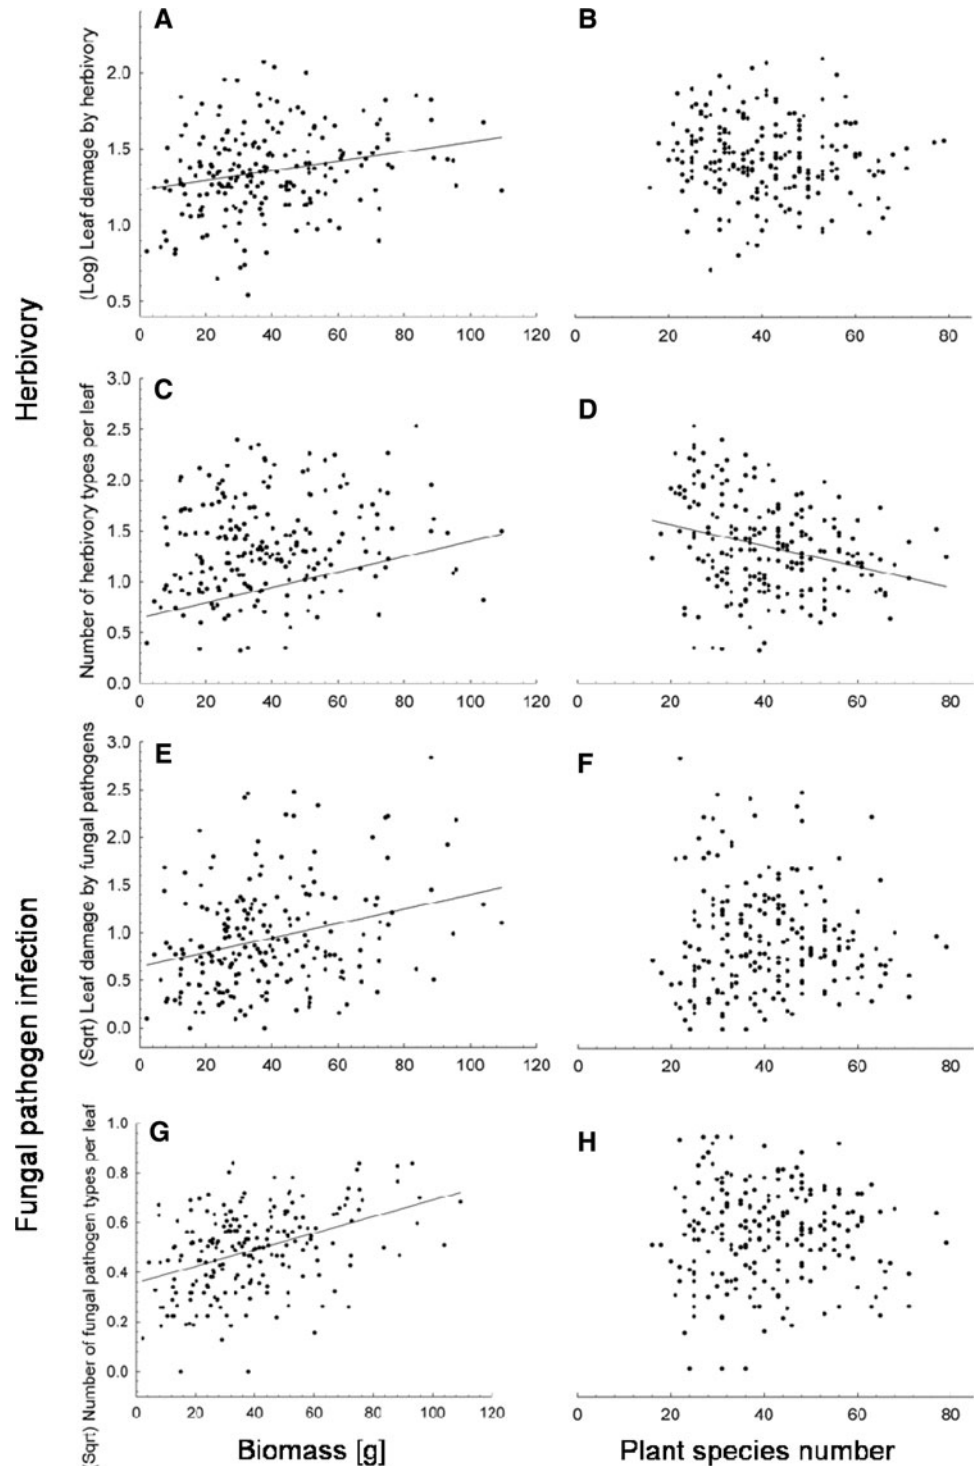 A
B
(Log) Leaf damage by herbivory
2.0
1.5
1.0
0.5
0 20 40 60 80 100 120
0 20 40 60 80
Herbivory
C
D
Number of herbivory types per leaf
3.0
2.5
2.0
1.5
1.0
0.5
0.0
0 20 40 60 80 100 120
0 20 40 60 80
E
F
(Sqrt) Leaf damage by fungal pathogens
3.0
2.5
2.0
1.5
1.0
0.5
0.0
0 20 40 60 80 100 120
0 20 40 60 80
Fungal pathogen infection
G
H
(Sqrt) Number of fungal pathogen types per leaf
1.0
0.8
0.6
0.4
0.2
0.0
0 20 40 60 80 100 120
0 20 40 60 80
Biomass [g]
Plant species number